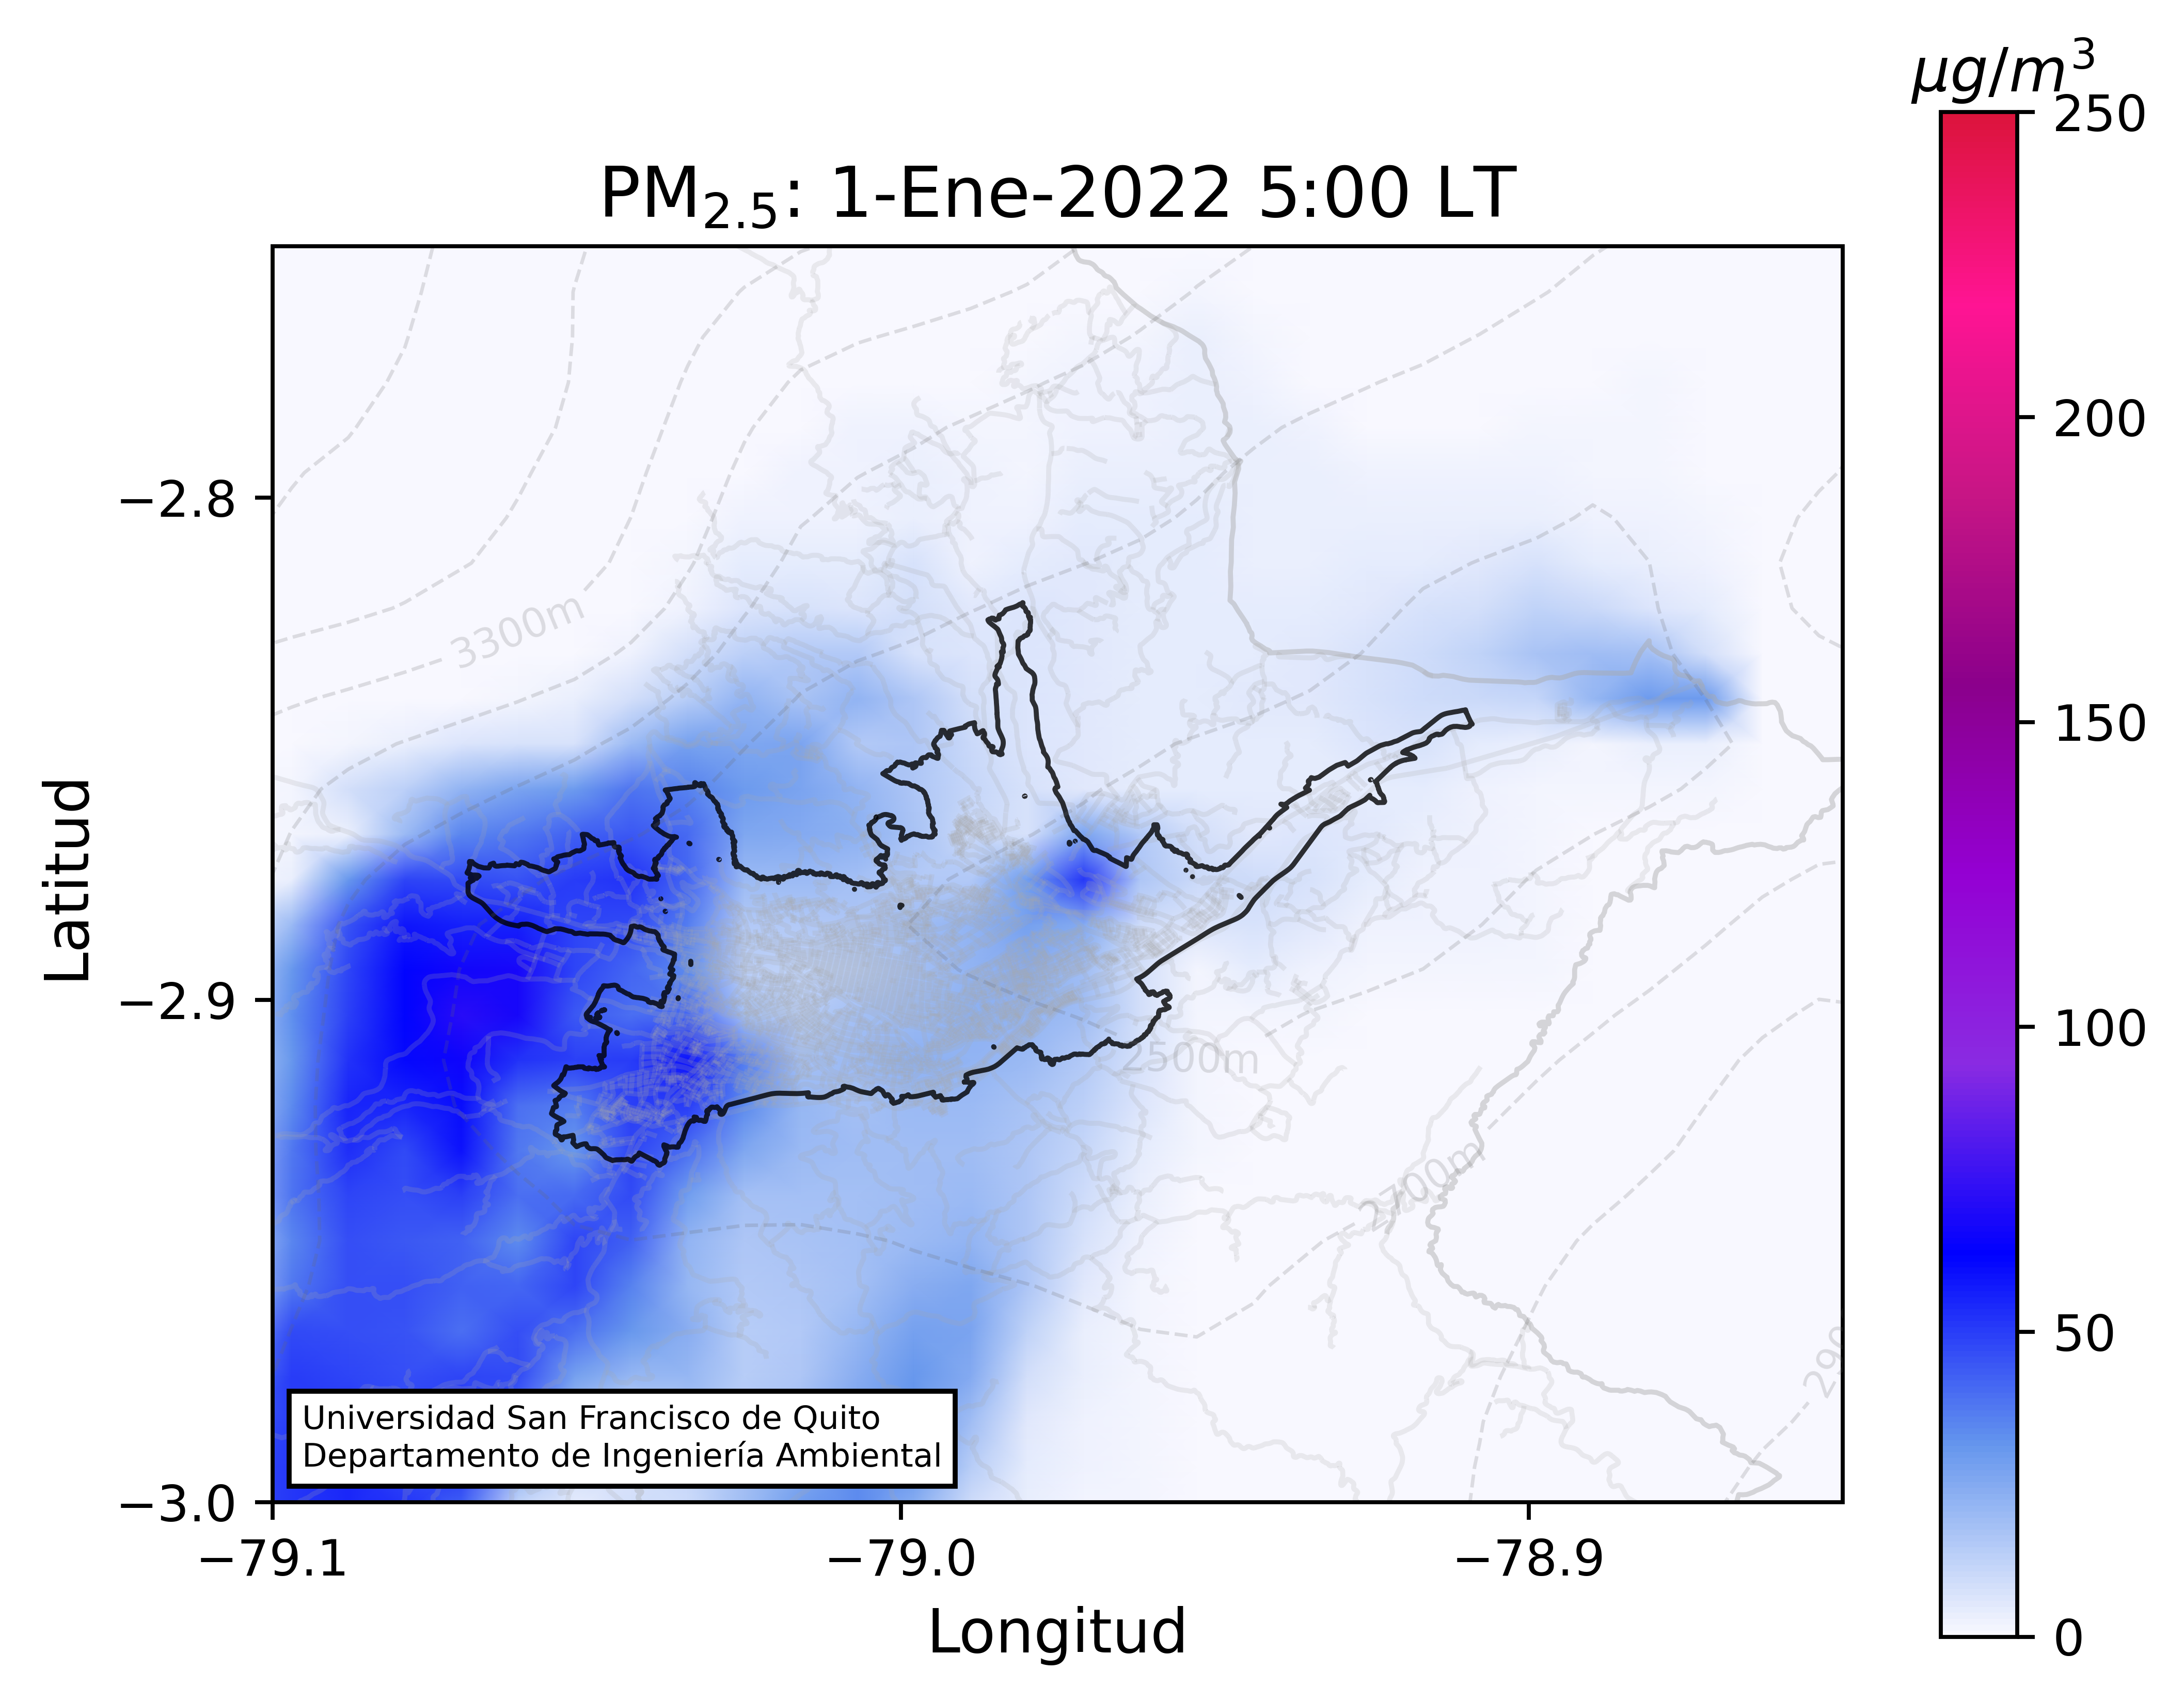 μg/m³
PM₂.₅: 1-Ene-2022 5:00 LT
250
200
150
100
50
0
Latitud
−2.8
−2.9
−3.0
3300m
2500m
2700m
Universidad San Francisco de Quito
Departamento de Ingeniería Ambiental
−79.1
−79.0
−78.9
Longitud